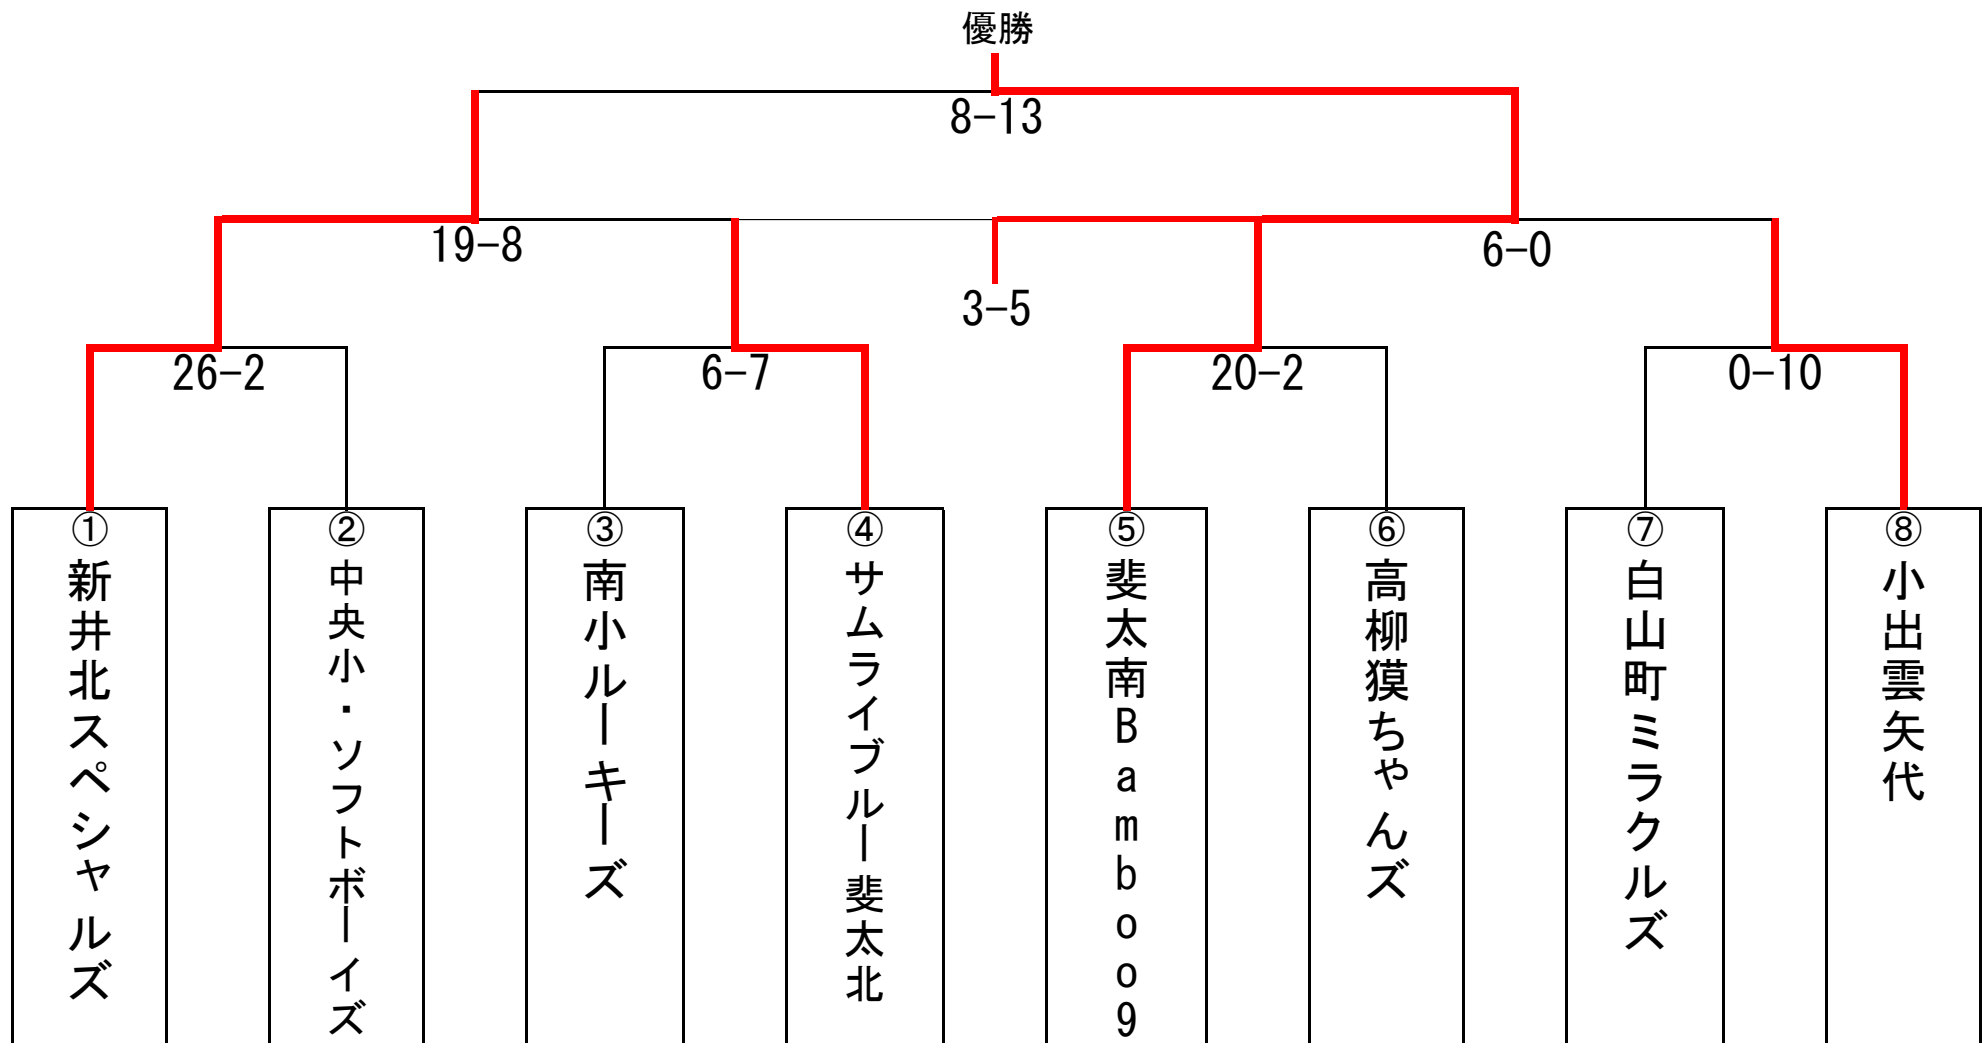 優勝
8-13
19-8
6-0
3-5
26-2
6-7
20-2
0-10
①新井北スペシャルズ
②中央小・ソフトボーイズ
③南小ルーキーズ
④サムライブルー斐太北
⑤斐太南Bamboo9
⑥高柳獏ちゃんズ
⑦白山町ミラクルズ
⑧小出雲矢代